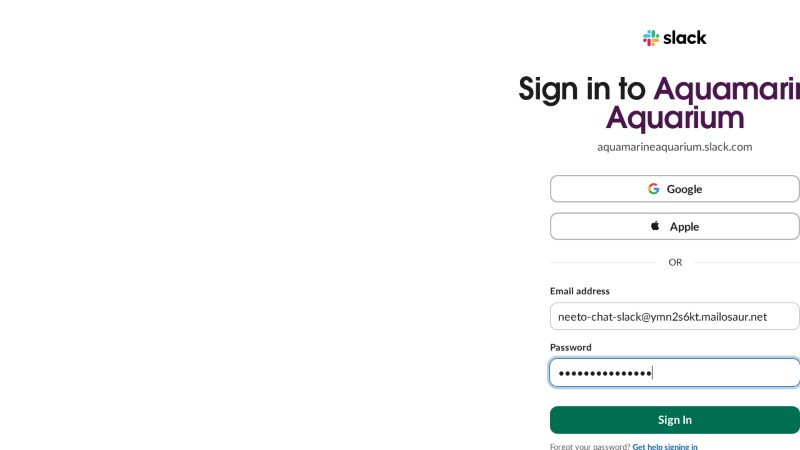 slack
Sign in to Aquamarin
Aquarium
aquamarineaquarium.slack.com
Google
Apple
OR
Email address
neeto-chat-slack@ymn2s6kt.mailosaur.net
Password
•••••••••••••••
Sign In
Forgot your password? Get help signing in